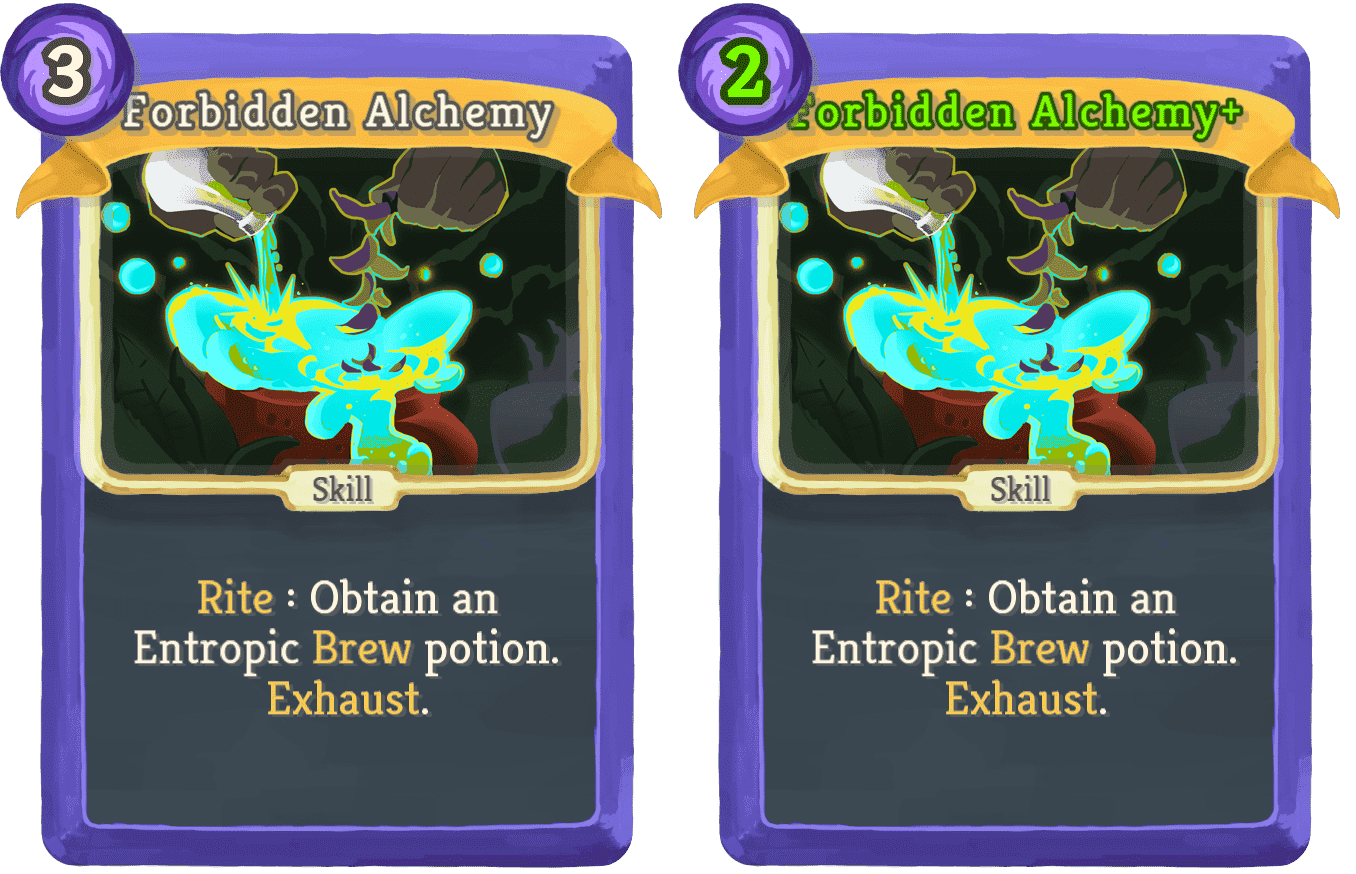 3
Forbidden Alchemy
Skill
Rite : Obtain an
Entropic Brew potion.
Exhaust.
2
Forbidden Alchemy+
Skill
Rite : Obtain an
Entropic Brew potion.
Exhaust.